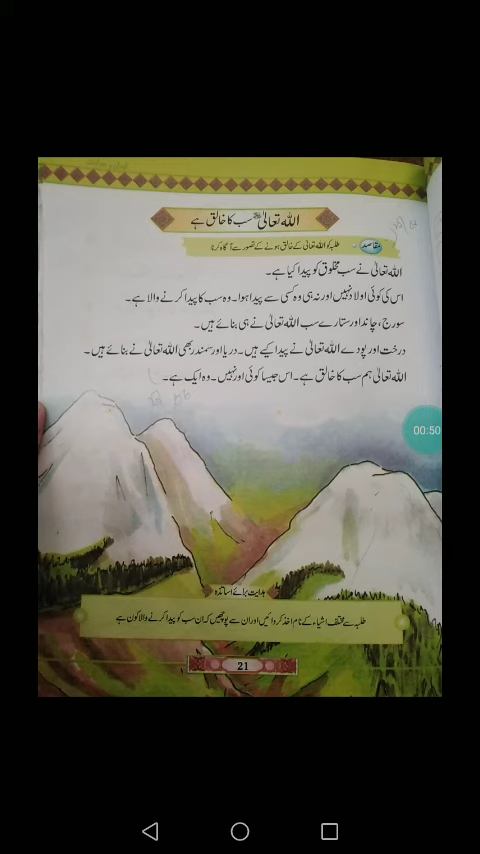 اللہ تعالیٰ سب کا خالق ہے
مقاصد
طلبہ کو اللہ تعالیٰ کے خالق ہونے کے تصور سے آگاہ کرنا
اللہ تعالیٰ نے سب مخلوق کو پیدا کیا ہے۔
اس کی کوئی اولاد نہیں اور نہ ہی وہ کسی سے پیدا ہوا۔ وہ سب کا پیدا کرنے والا ہے۔
سورج، چاند اور ستارے سب اللہ تعالیٰ نے ہی بنائے ہیں۔
درخت اور پودے اللہ تعالیٰ نے پیدا کیے ہیں۔ دریا اور سمندر بھی اللہ تعالیٰ نے بنائے ہیں۔
اللہ تعالیٰ ہم سب کا خالق ہے۔ اس جیسا کوئی اور نہیں۔ وہ ایک ہے۔
00:50
ہدایت برائے اساتذہ
طلبہ سے مختلف اشیاء کے نام اخذ کروائیں اور ان سے پوچھیں کہ ان سب کو پیدا کرنے والا کون ہے
21